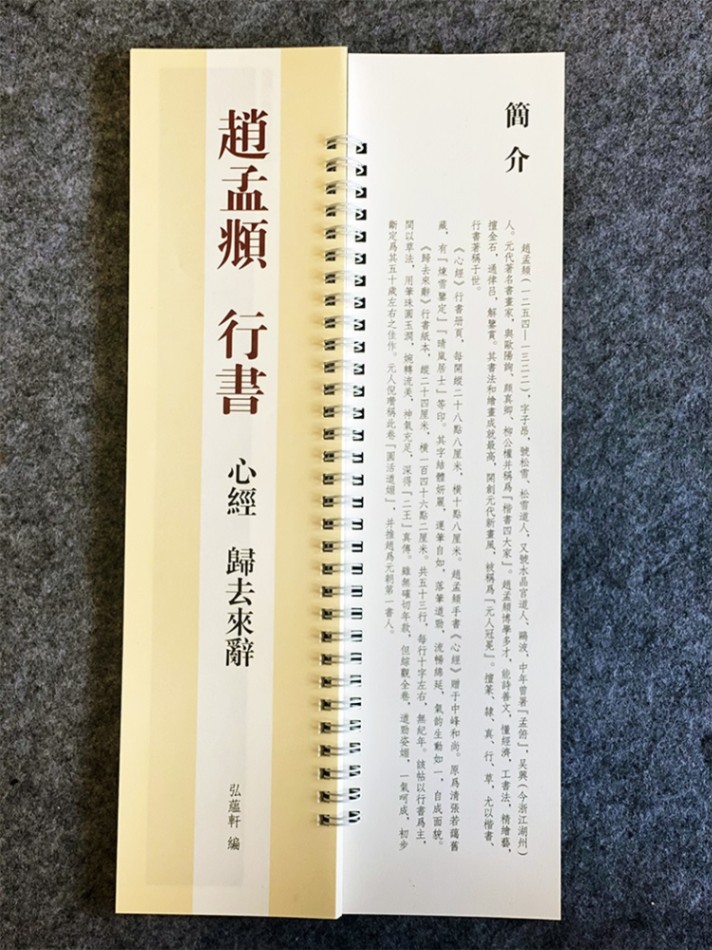 趙孟頫　行書　心經　歸去來辭
弘蘊軒　編
簡介
趙孟頫（一二五四—一三二二），字子昂，號松雪、松雪道人，又號水晶宮道人、鷗波，中年曾署『孟俯』，吴興（今浙江湖州）
人。元代著名書畫家，與歐陽詢、顏真卿、柳公權并稱爲『楷書四大家』。趙孟頫博學多才，能詩善文，懂經濟，工書法，精繪藝，
擅金石，通律呂，解鑒賞。其書法和繪畫成就最高，開創元代新畫風，被稱爲『元人冠冕』。擅篆、隸、真、行、草，尤以楷書、
行書著稱于世。
《心經》行書册頁，每開縱二十八點八厘米，橫十點八厘米。趙孟頫手書《心經》贈于中峰和尚。原爲清張若藹舊
藏，有『煉雪鑒定』『晴嵐居士』等印。其字結體妍麗，運筆自如，落筆遒勁，流暢綿延，氣韵生動如一，自成面貌。
《歸去來辭》行書紙本，縱二十四厘米，橫一百四十六點二厘米。共五十三行，每行十字左右，無紀年。該帖以行書爲主，
間以草法，用筆珠圓玉潤，婉轉流美，神氣充足，深得『二王』真傳。雖無確切年款，但綜觀全卷，遒勁姿媚，一氣呵成，初步
斷定爲其五十歲左右之佳作。元人倪瓚稱此卷『圓活遒媚』，并推趙爲元朝第一書人。